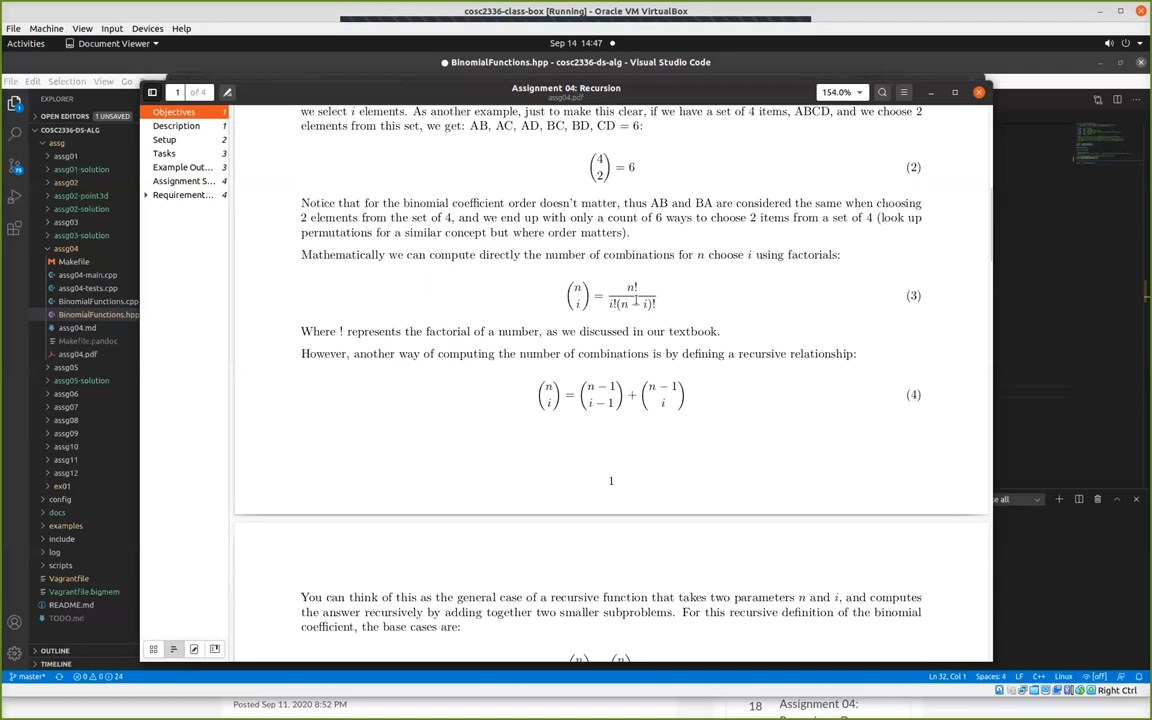 cosc2336-class-box [Running] - Oracle VM VirtualBox
File Machine View Input Devices Help
Activities Document Viewer Sep 14 14:47
BinomialFunctions.hpp - cosc2336-ds-alg - Visual Studio Code
File Edit Selection View Go
Assignment 04: Recursion
assg04.pdf
1 of 4
154.0%
EXPLORER
OPEN EDITORS 1 UNSAVED
COSC2336-DS-ALG
assg
assg01
assg01-solution
assg02
assg02-point3d
assg02-solution
assg03
assg03-solution
assg04
Makefile
assg04-main.cpp
assg04-tests.cpp
BinomialFunctions.cpp
BinomialFunctions.hpp
assg04.md
Makefile.pandoc
assg04.pdf
assg05
assg05-solution
assg06
assg07
assg08
assg09
assg10
assg11
assg12
ex01
config
docs
examples
include
log
scripts
Vagrantfile
Vagrantfile.bigmem
README.md
TODO.md
OUTLINE
TIMELINE
Objectives 1
Description 1
Setup 2
Tasks 3
Example Out... 3
Assignment S... 4
Requirement... 4
we select i elements. As another example, just to make this clear, if we have a set of 4 items, ABCD, and we choose 2
elements from this set, we get: AB, AC, AD, BC, BD, CD = 6:
(4 2) = 6 (2)
Notice that for the binomial coefficient order doesn't matter, thus AB and BA are considered the same when choosing
2 elements from the set of 4, and we end up with only a count of 6 ways to choose 2 items from a set of 4 (look up
permutations for a similar concept but where order matters).
Mathematically we can compute directly the number of combinations for n choose i using factorials:
(n i) = n! / i!(n − i)! (3)
Where ! represents the factorial of a number, as we discussed in our textbook.
However, another way of computing the number of combinations is by defining a recursive relationship:
(n i) = (n − 1 i − 1) + (n − 1 i) (4)
1
You can think of this as the general case of a recursive function that takes two parameters n and i, and computes
the answer recursively by adding together two smaller subproblems. For this recursive definition of the binomial
coefficient, the base cases are:
master* 0 0 24
Ln 32, Col 1 Spaces: 4 LF C++ Linux [off]
Right Ctrl
Posted Sep 11, 2020 8:52 PM
18 Assignment 04: